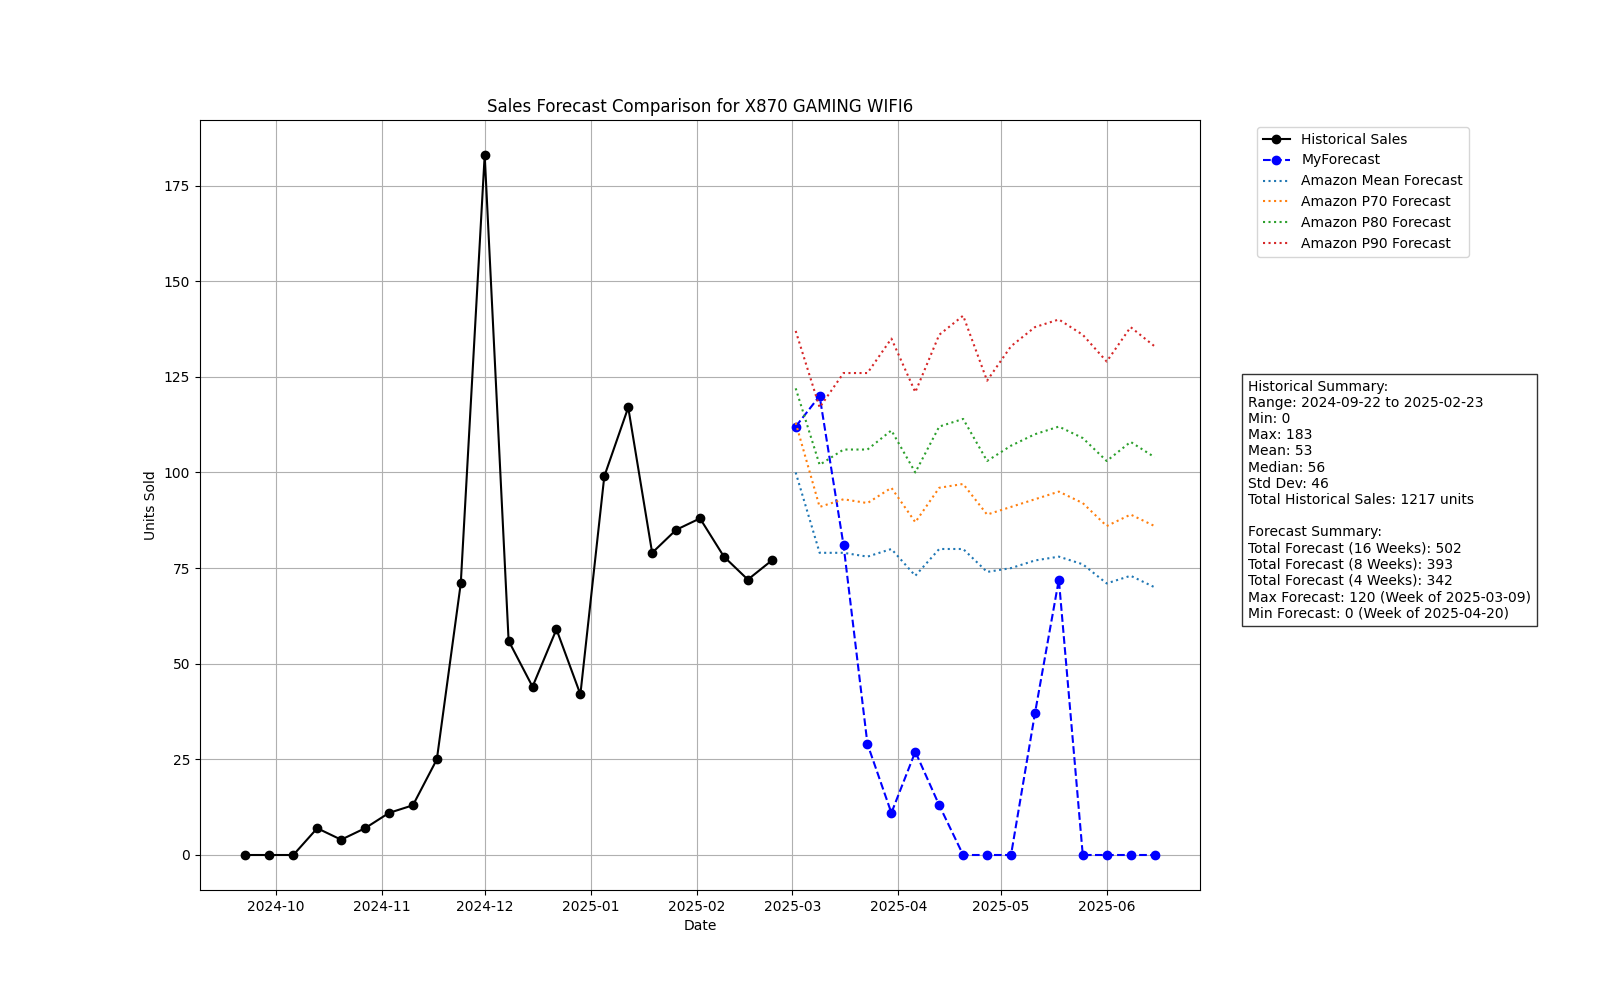 Sales Forecast Comparison for X870 GAMING WIFI6
Historical Sales
MyForecast
Amazon Mean Forecast
Amazon P70 Forecast
Amazon P80 Forecast
Amazon P90 Forecast
Units Sold
175
150
125
100
75
50
25
0
2024-10 2024-11 2024-12 2025-01 2025-02 2025-03 2025-04 2025-05 2025-06
Date
Historical Summary:
Range: 2024-09-22 to 2025-02-23
Min: 0
Max: 183
Mean: 53
Median: 56
Std Dev: 46
Total Historical Sales: 1217 units
Forecast Summary:
Total Forecast (16 Weeks): 502
Total Forecast (8 Weeks): 393
Total Forecast (4 Weeks): 342
Max Forecast: 120 (Week of 2025-03-09)
Min Forecast: 0 (Week of 2025-04-20)